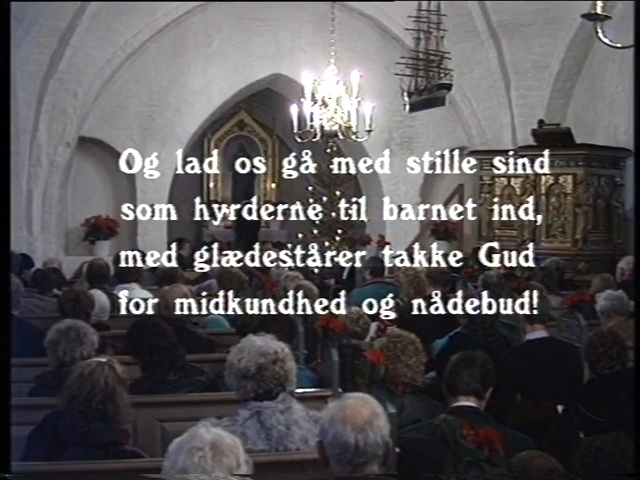 Og lad os gå med stille sind
som hyrderne til barnet ind,
med glædestårer takke Gud
for miskundhed og nådebud!